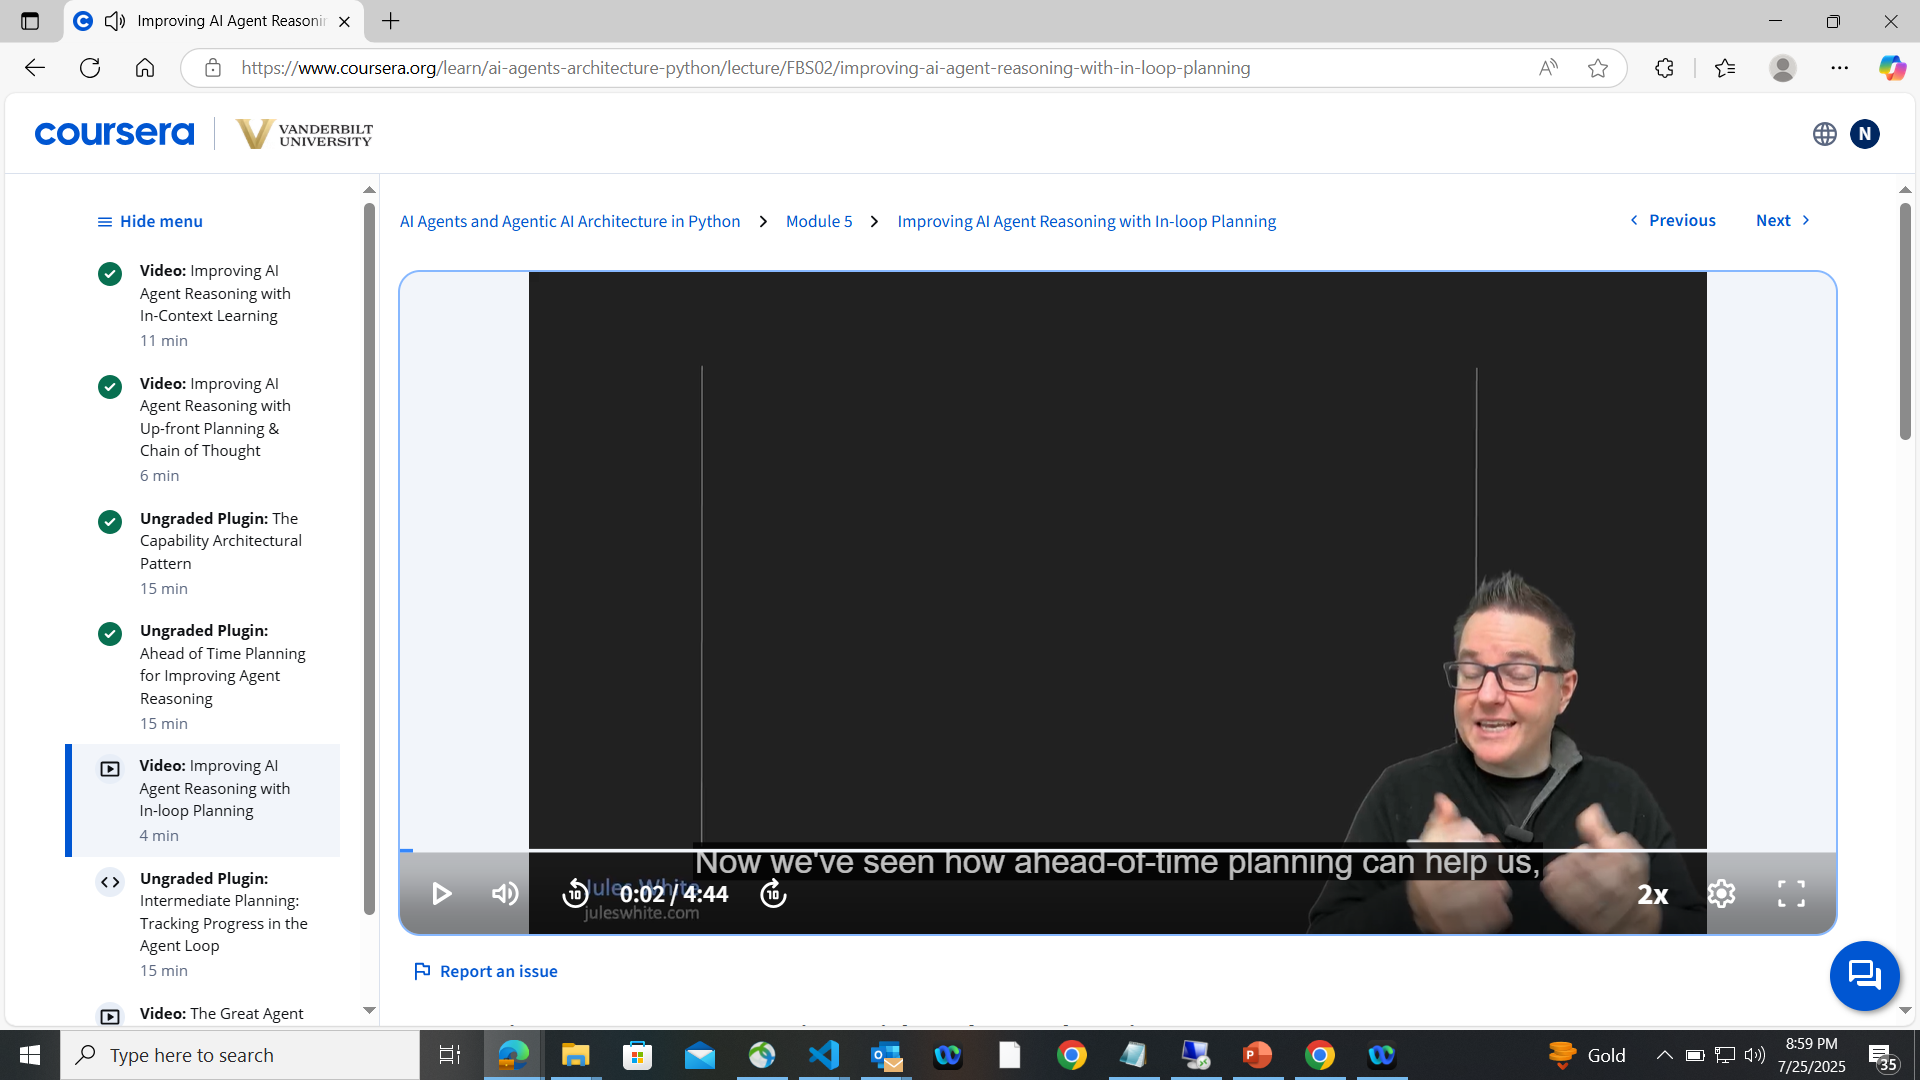 Improving AI Agent Reasonin
https://www.coursera.org/learn/ai-agents-architecture-python/lecture/FBS02/improving-ai-agent-reasoning-with-in-loop-planning
coursera
VANDERBILT
UNIVERSITY
N
Hide menu
Video: Improving AI
Agent Reasoning with
In-Context Learning
11 min
Video: Improving AI
Agent Reasoning with
Up-front Planning &
Chain of Thought
6 min
Ungraded Plugin: The
Capability Architectural
Pattern
15 min
Ungraded Plugin:
Ahead of Time Planning
for Improving Agent
Reasoning
15 min
Video: Improving AI
Agent Reasoning with
In-loop Planning
4 min
Ungraded Plugin:
Intermediate Planning:
Tracking Progress in the
Agent Loop
15 min
Video: The Great Agent
AI Agents and Agentic AI Architecture in Python > Module 5 > Improving AI Agent Reasoning with In-loop Planning
Previous
Next
Now we've seen how ahead-of-time planning can help us,
Jules White
juleswhite.com
10
0:02 / 4:44
10
2x
Report an issue
Type here to search
Gold
8:59 PM
7/25/2025
35